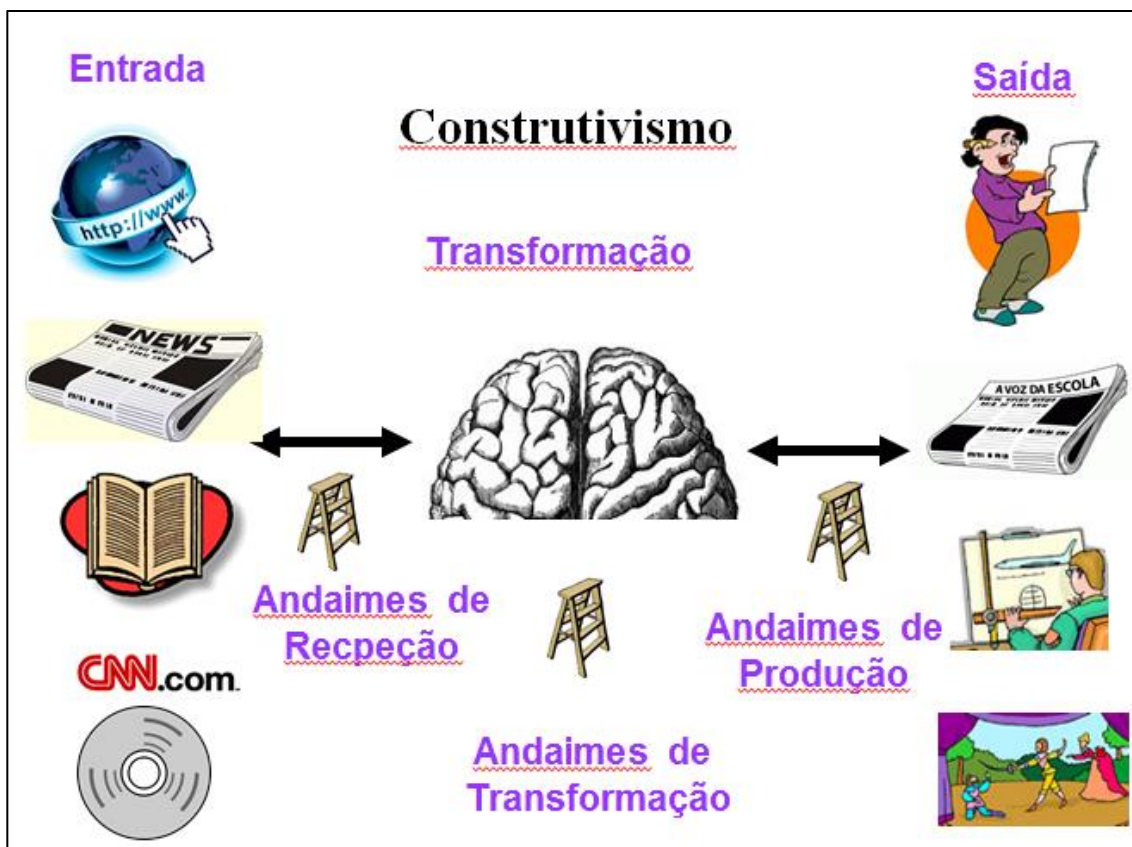 Entrada
Saída
Construtivismo
http://www.
Transformação
NEWS
A VOZ DA ESCOLA
Andaimes de
Recpeção
Andaimes de
Produção
CNN.com
Andaimes de
Transformação